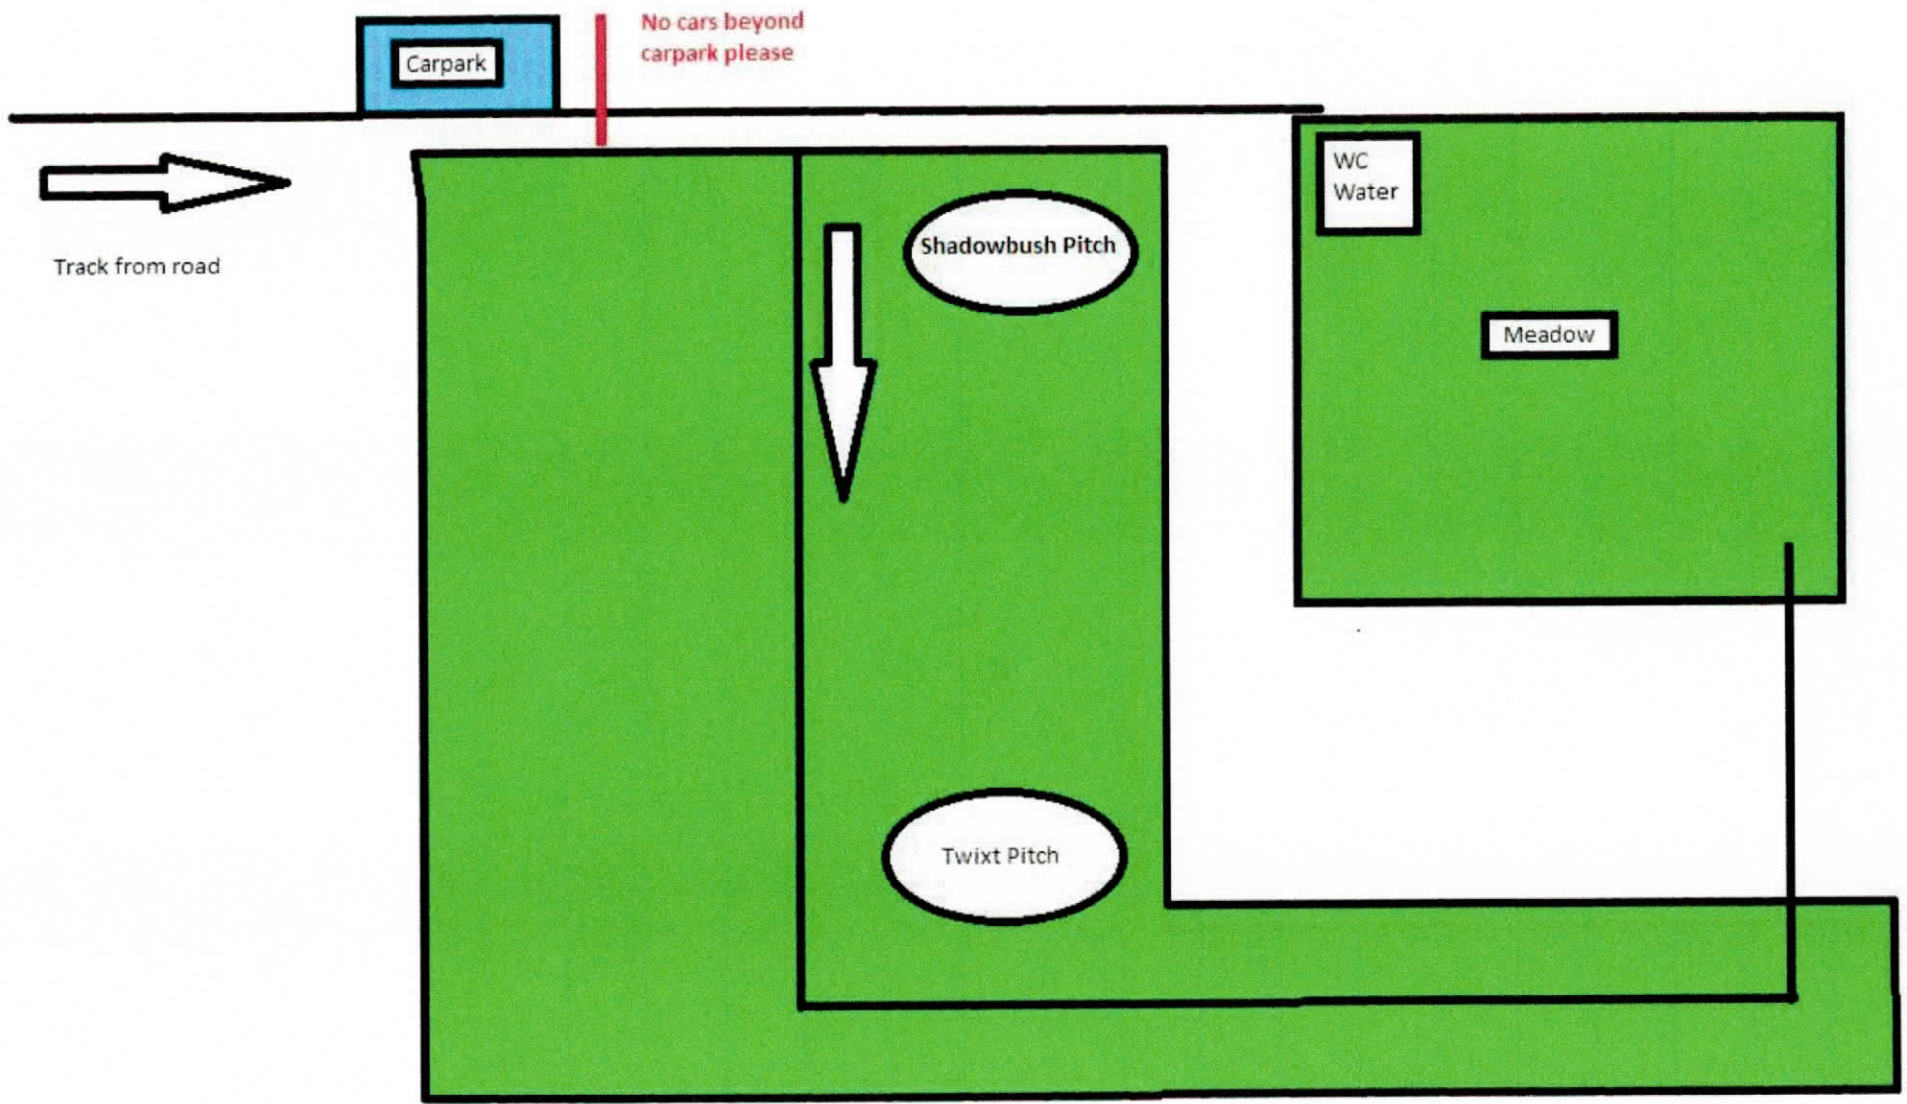 No cars beyond
carpark please
Carpark
WC
Water
Shadowbush Pitch
Track from road
Meadow
Twixt Pitch